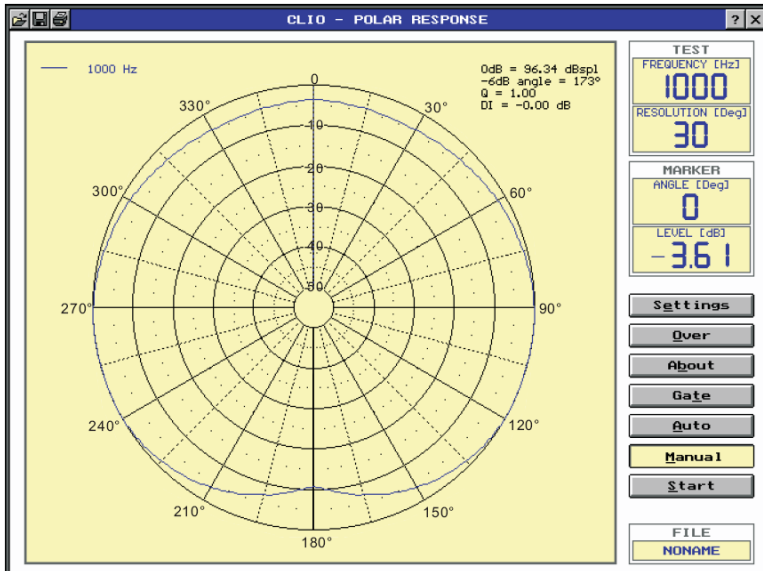 CLIO - POLAR RESPONSE
? X
1000 Hz
0dB = 96.34 dBspl
-6dB angle = 173°
Q = 1.00
DI = -0.00 dB
0
30°
60°
90°
120°
150°
180°
210°
240°
270°
300°
330°
10
20
30
40
50
TEST
FREQUENCY [Hz]
1000
RESOLUTION [Deg]
30
MARKER
ANGLE [Deg]
0
LEVEL [dB]
-3.61
Settings
Over
About
Gate
Auto
Manual
Start
FILE
NONAME